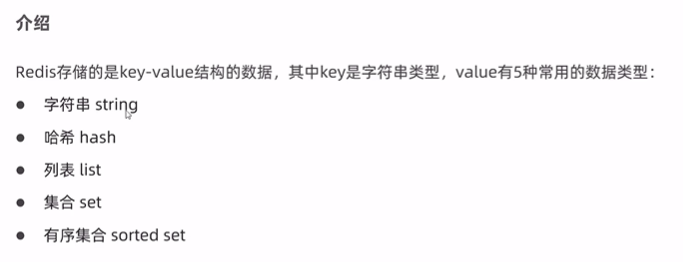 介绍
Redis存储的是key-value结构的数据，其中key是字符串类型，value有5种常用的数据类型：
● 字符串 string
● 哈希 hash
● 列表 list
● 集合 set
● 有序集合 sorted set